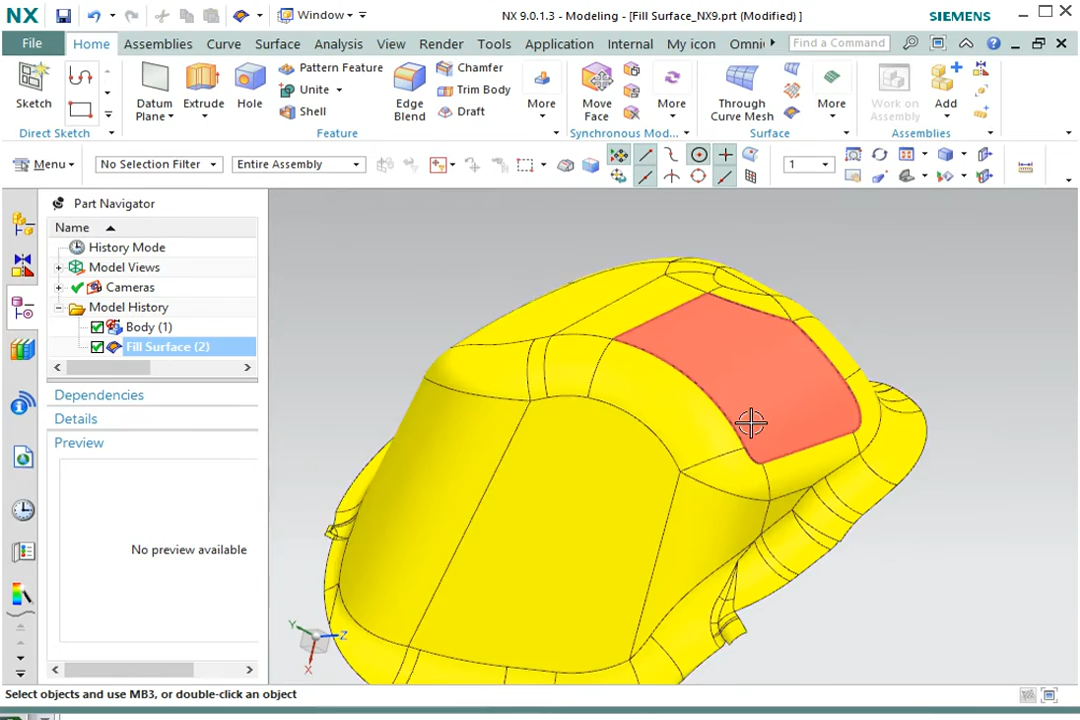 NX Window NX 9.0.1.3 - Modeling - [Fill Surface_NX9.prt (Modified) ] SIEMENS
File Home Assemblies Curve Surface Analysis View Render Tools Application Internal My icon Omni Find a Command
Sketch Datum Plane Extrude Hole Pattern Feature Unite Shell Edge Blend Chamfer Trim Body Draft More Move Face More Through Curve Mesh More Work on Assembly Add
Direct Sketch Feature Synchronous Mod... Surface Assemblies
Menu No Selection Filter Entire Assembly 1
Part Navigator
Name
History Mode
Model Views
Cameras
Model History
Body (1)
Fill Surface (2)
Dependencies
Details
Preview
No preview available
Y Z
X
Select objects and use MB3, or double-click an object